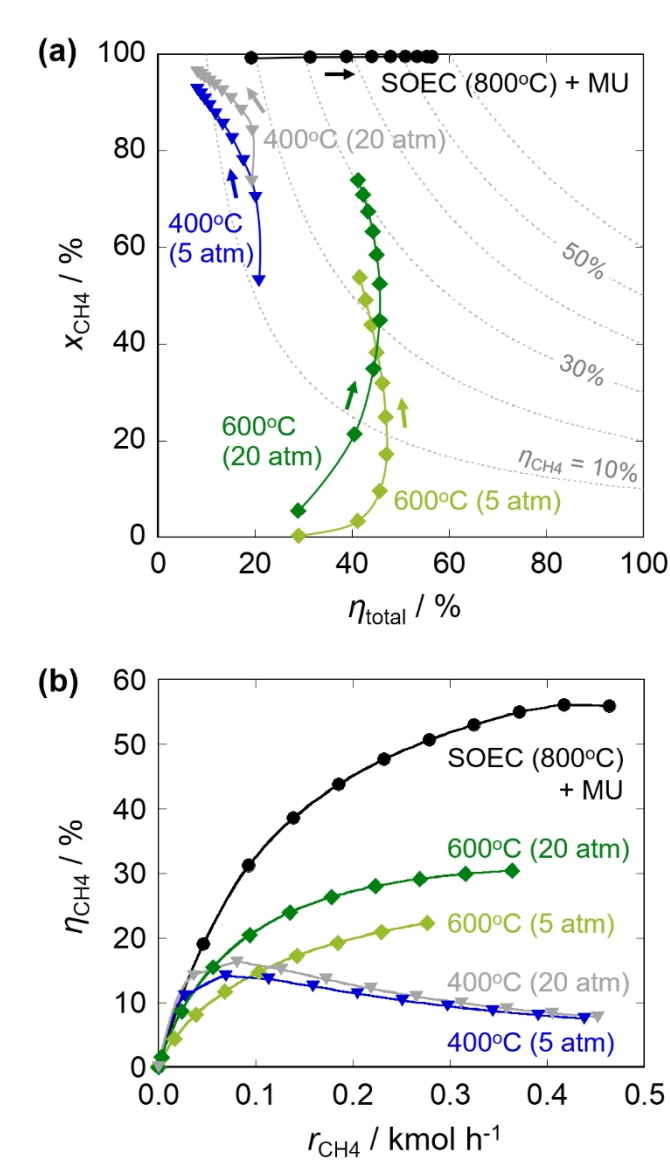 (a)
100
80
60
40
20
0
x_CH4 / %
SOEC (800°C) + MU
400°C (20 atm)
400°C
(5 atm)
50%
30%
η_CH4 = 10%
600°C
(20 atm)
600°C (5 atm)
0 20 40 60 80 100
η_total / %
(b)
60
50
40
30
20
10
0
η_CH4 / %
SOEC (800°C)
+ MU
600°C (20 atm)
600°C (5 atm)
400°C (20 atm)
400°C (5 atm)
0.0 0.1 0.2 0.3 0.4 0.5
r_CH4 / kmol h⁻¹